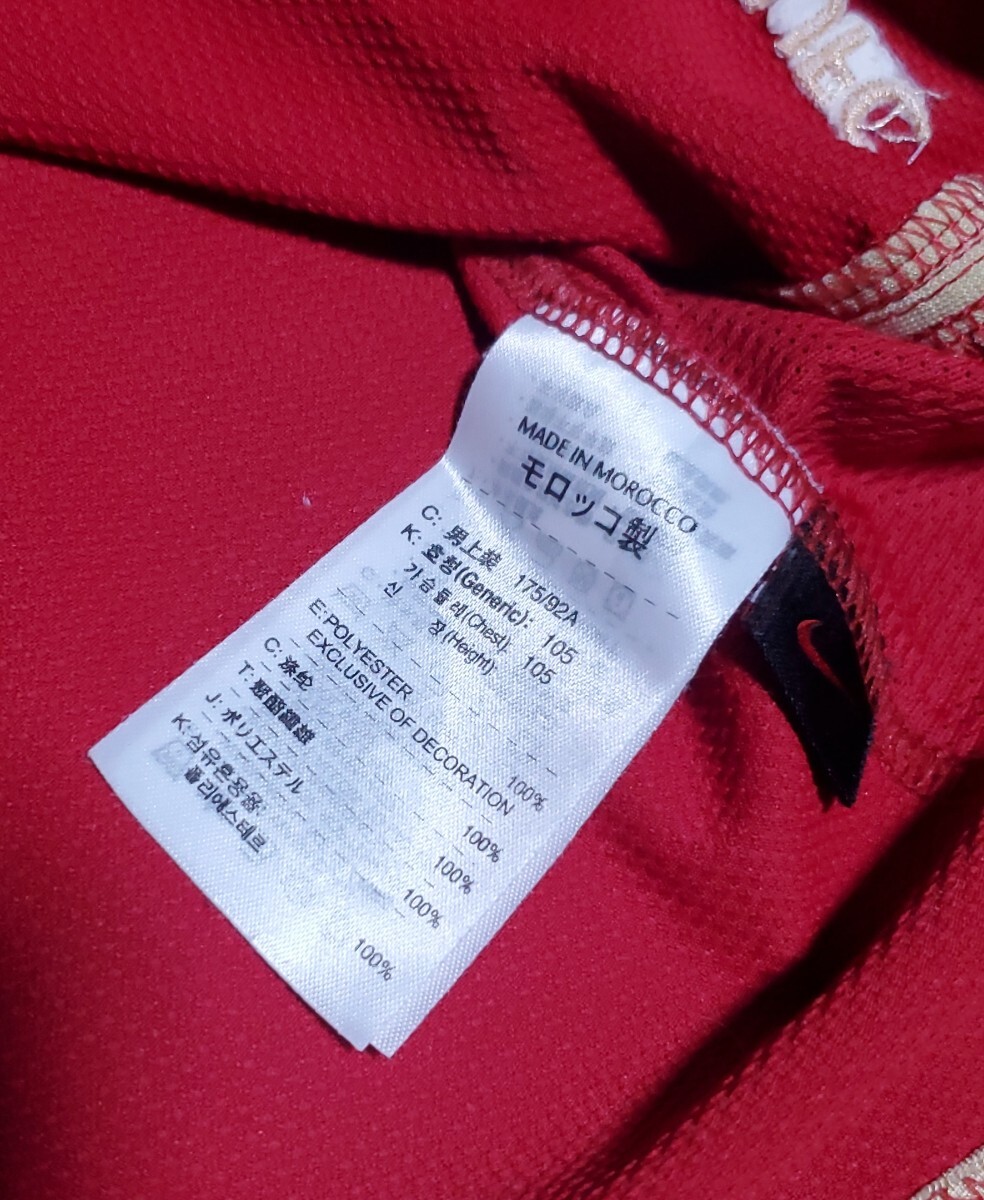 MADE IN MOROCCO
モロッコ製
C: 男上装 175/92A
K: 호칭(Generic): 105
가슴둘레(Chest): 105
신 장(Height):
E:POLYESTER 100%
EXCLUSIVE OF DECORATION
C:涤纶 100%
T:聚酯纖維 100%
J:ポリエステル 100%
K:섬유혼용율:
폴리에스테르 100%